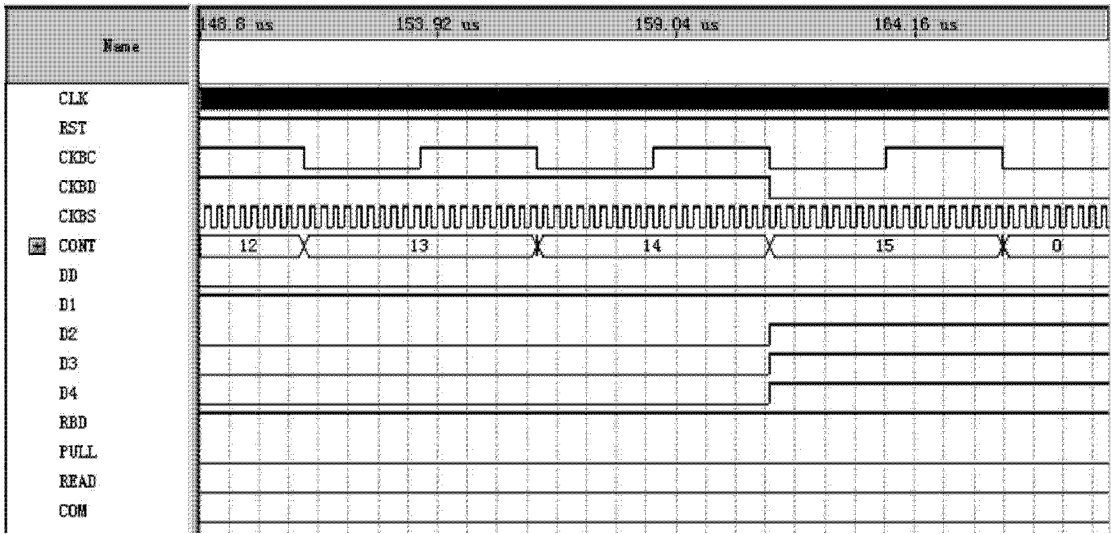 148.8 us 153.92 us 159.04 us 164.16 us
Name
CLK
RST
CKBC
CKBD
CKBS
CONT 12 13 14 15 0
DD
D1
D2
D3
D4
RBD
PULL
READ
COM